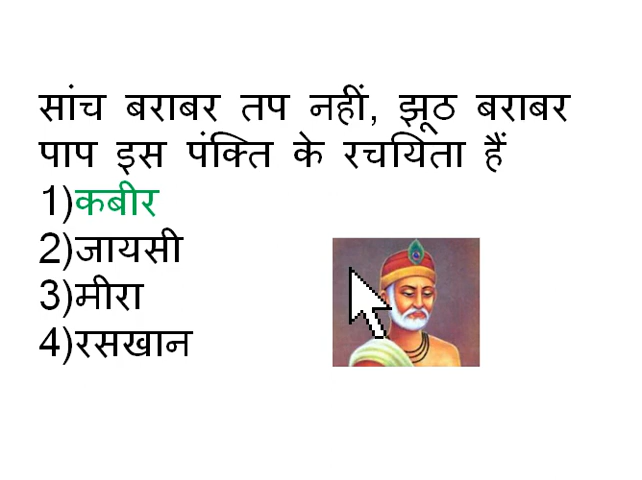 सांच बराबर तप नहीं, झूठ बराबर
पाप इस पंक्ति के रचयिता हैं
1)कबीर
2)जायसी
3)मीरा
4)रसखान